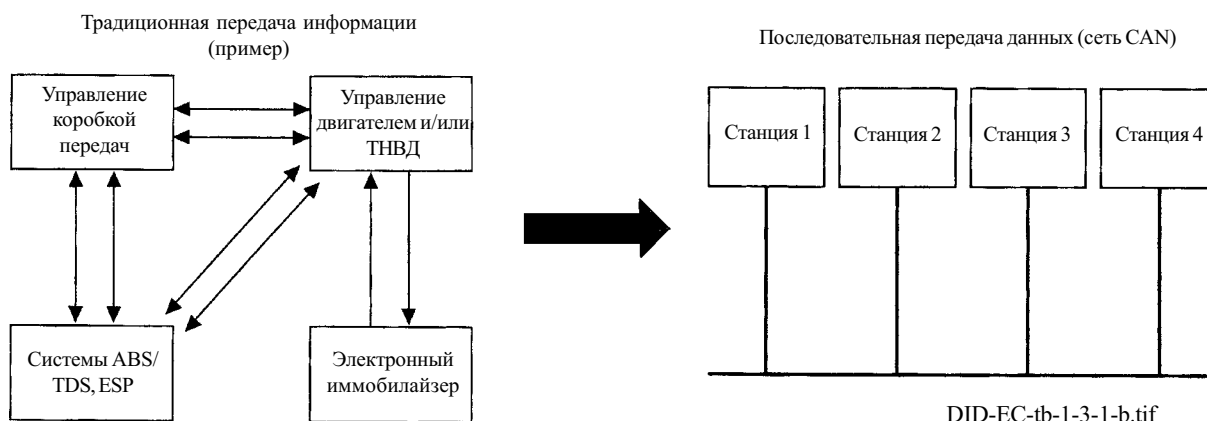 Традиционная передача информации
(пример)
Управление
коробкой
передач
Управление
двигателем и/или
ТНВД
Системы ABS/
TDS, ESP
Электронный
иммобилайзер
Последовательная передача данных (сеть CAN)
Станция 1
Станция 2
Станция 3
Станция 4
DID-EC-tb-1-3-1-b.tif